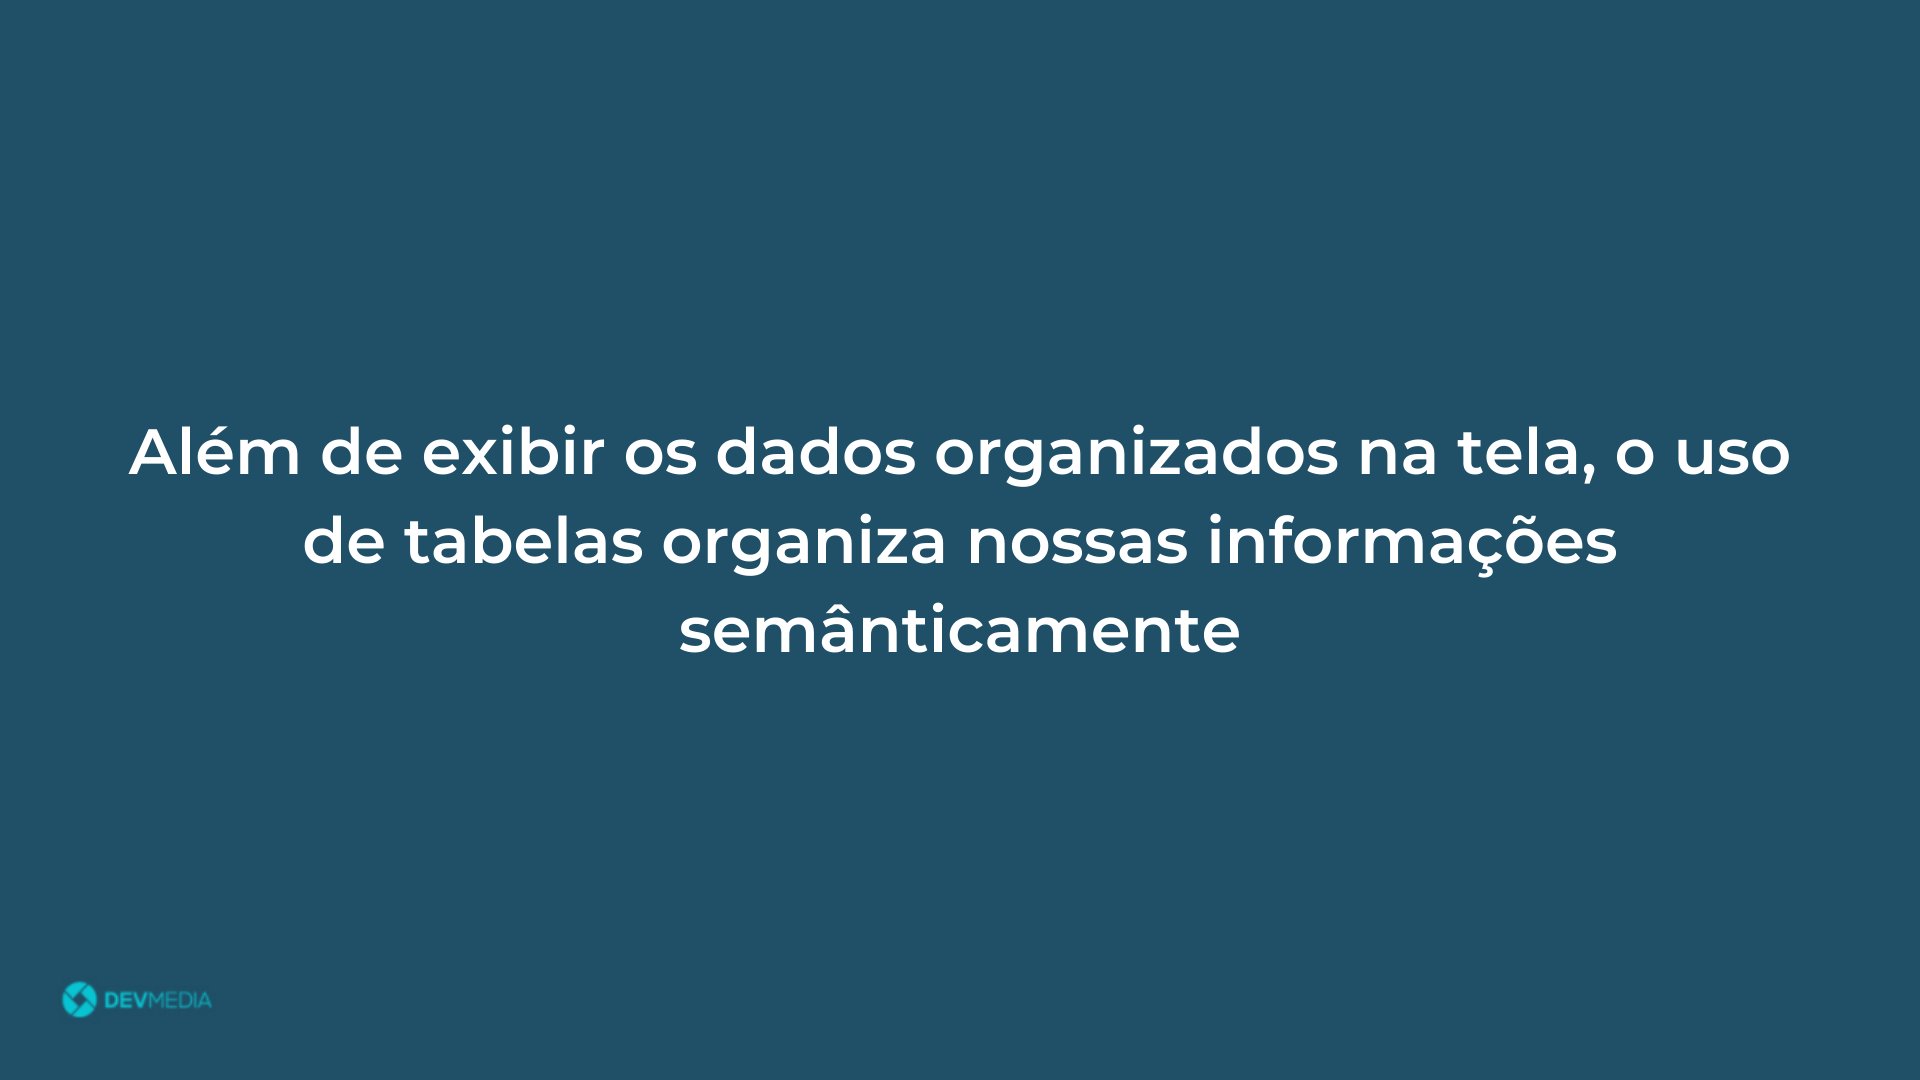 Além de exibir os dados organizados na tela, o uso
de tabelas organiza nossas informações
semânticamente
DEVMEDIA